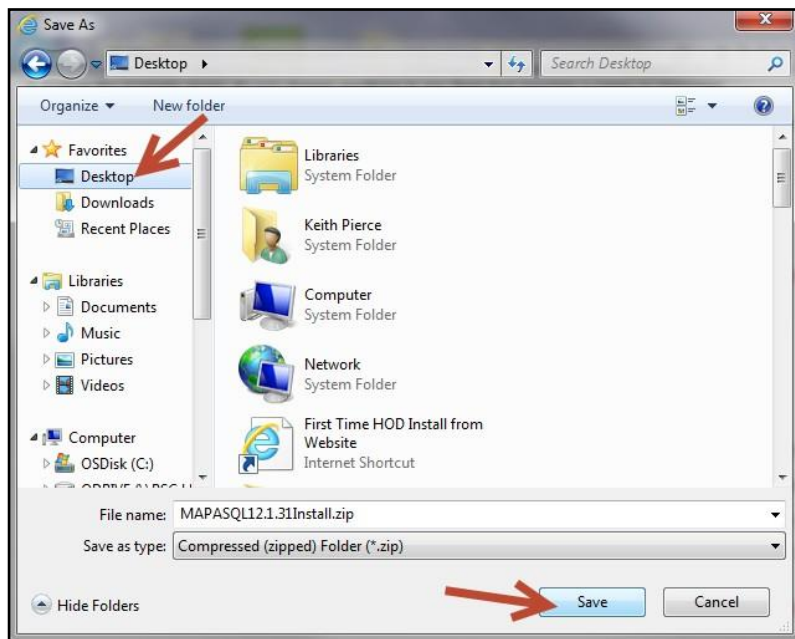 Save As
Desktop
Search Desktop
Organize
New folder
Favorites
Desktop
Downloads
Recent Places
Libraries
Documents
Music
Pictures
Videos
Computer
OSDisk (C:)
Libraries
System Folder
Keith Pierce
System Folder
Computer
System Folder
Network
System Folder
First Time HOD Install from
Website
Internet Shortcut
File name: MAPASQL12.1.31Install.zip
Save as type: Compressed (zipped) Folder (*.zip)
Hide Folders
Save
Cancel